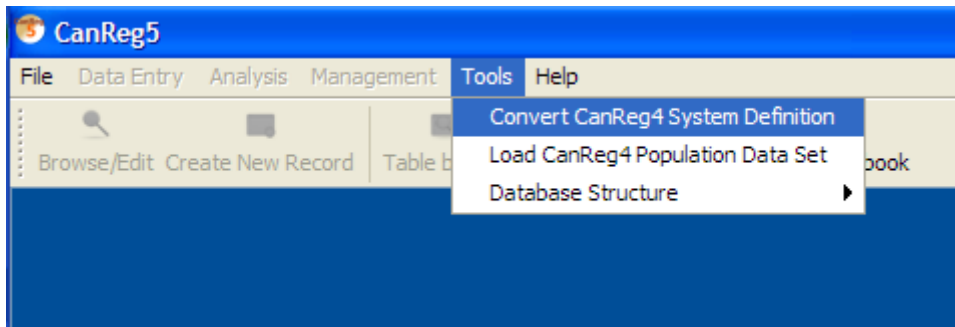 CanReg5
File Data Entry Analysis Management Tools Help
Convert CanReg4 System Definition
Load CanReg4 Population Data Set
Database Structure
Browse/Edit Create New Record Table